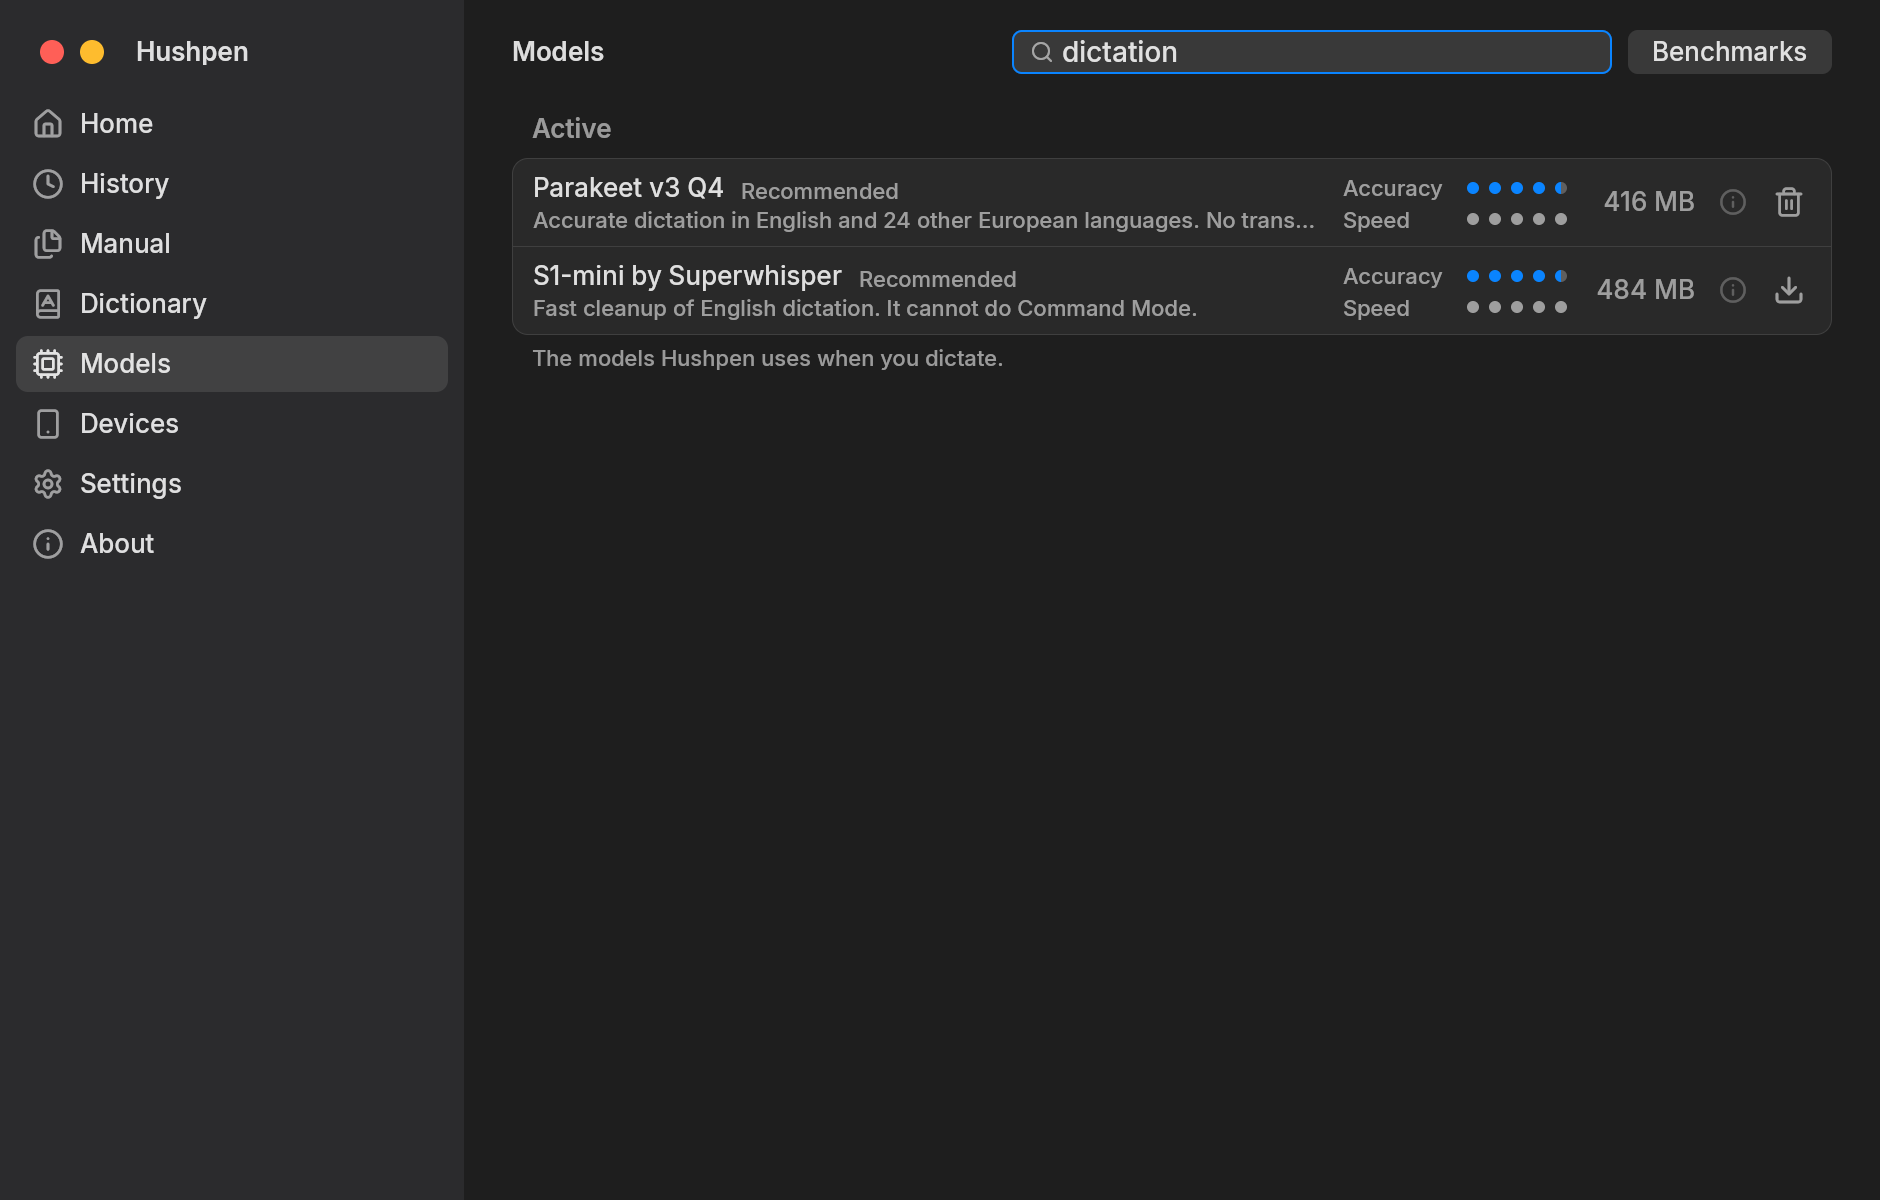 Hushpen
Home
History
Manual
Dictionary
Models
Devices
Settings
About
Models
dictation
Benchmarks
Active
Parakeet v3 Q4 Recommended
Accurate dictation in English and 24 other European languages. No trans...
Accuracy
Speed
416 MB
S1-mini by Superwhisper Recommended
Fast cleanup of English dictation. It cannot do Command Mode.
Accuracy
Speed
484 MB
The models Hushpen uses when you dictate.